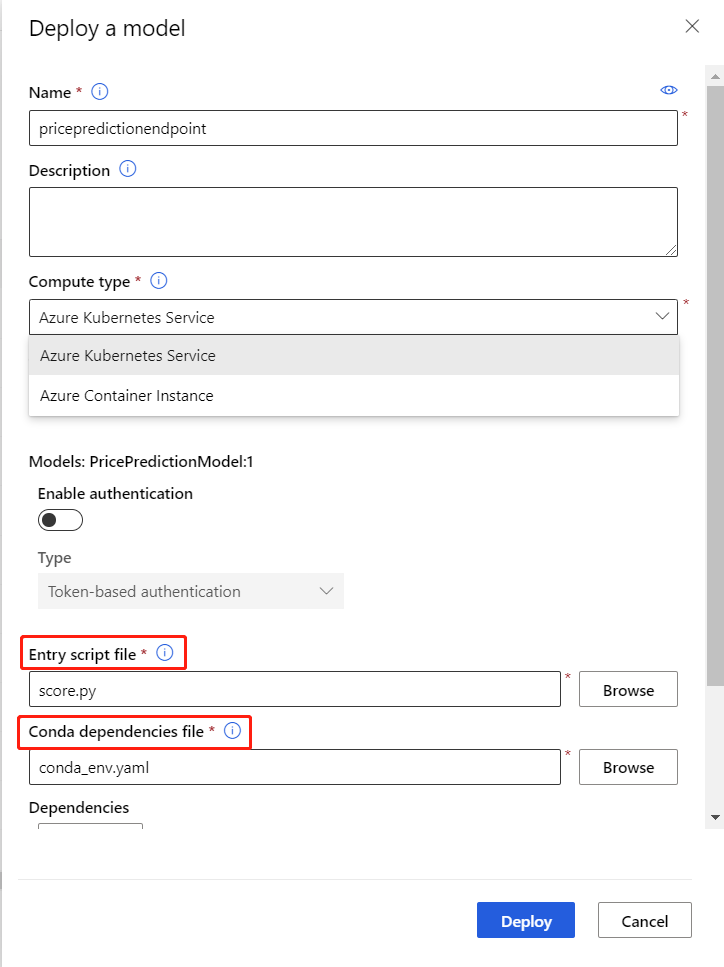 Deploy a model
Name *
pricepredictionendpoint
*
Description
Compute type *
Azure Kubernetes Service
*
Azure Kubernetes Service
Azure Container Instance
Models: PricePredictionModel:1
Enable authentication
Type
Token-based authentication
Entry script file *
score.py
*
Browse
Conda dependencies file *
conda_env.yaml
*
Browse
Dependencies
Deploy
Cancel